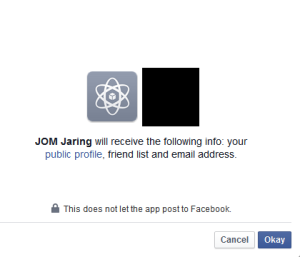 JOM Jaring will receive the following info: your
public profile, friend list and email address.
This does not let the app post to Facebook.
Cancel Okay